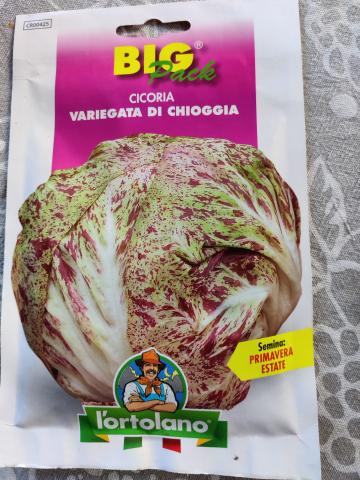 CR00425
BIG®
Pack
CICORIA
VARIEGATA DI CHIOGGIA
Semina:
PRIMAVERA
ESTATE
l'ortolano®